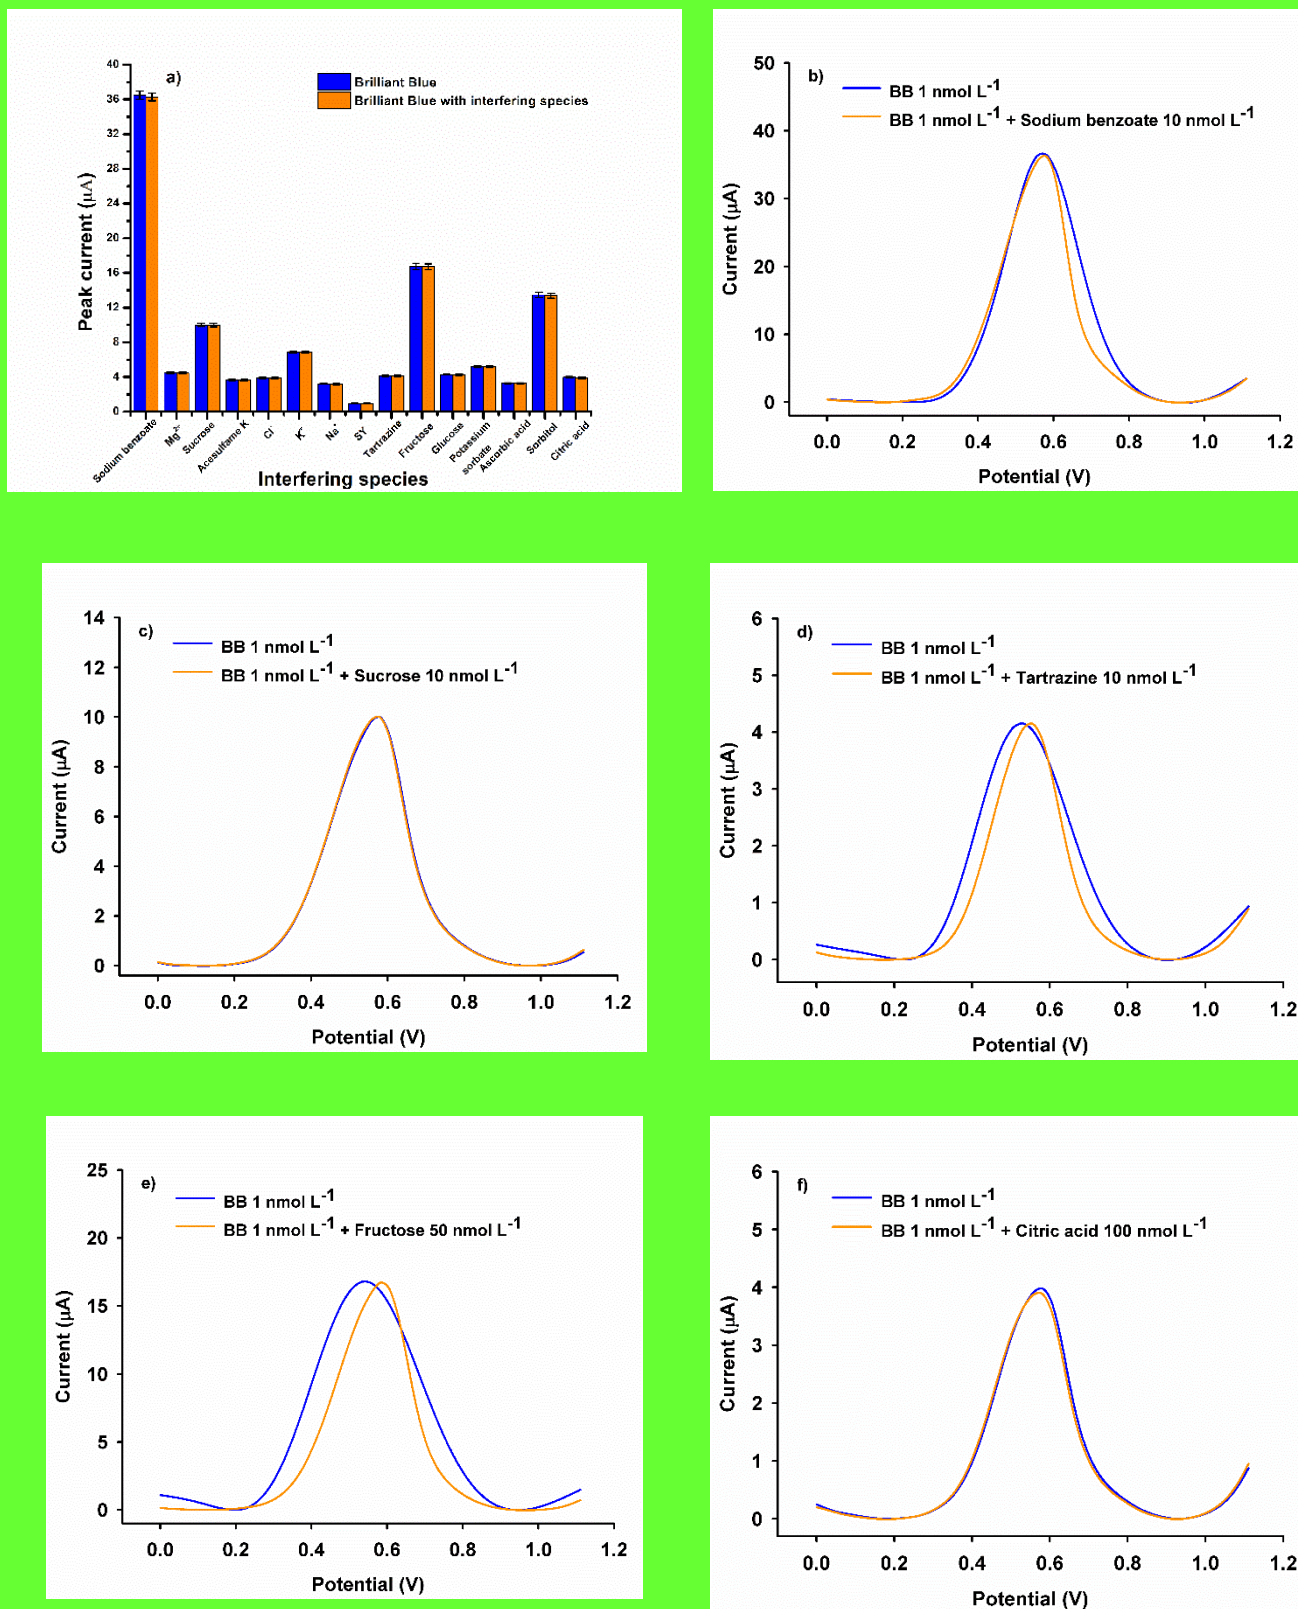 a)
Brilliant Blue
Brilliant Blue with interfering species
Peak current (μA)
40
36
32
28
24
20
16
12
8
4
0
Sodium benzoate
Mg²⁺
Sucrose
Acesulfame K
Cl
K⁺
Na⁺
SY
Tartrazine
Fructose
Glucose
Potassium
sorbate
Ascorbic acid
Sorbitol
Citric acid
Interfering species
b)
BB 1 nmol L⁻¹
BB 1 nmol L⁻¹ + Sodium benzoate 10 nmol L⁻¹
Current (μA)
50
40
30
20
10
0
0.0 0.2 0.4 0.6 0.8 1.0 1.2
Potential (V)
c)
BB 1 nmol L⁻¹
BB 1 nmol L⁻¹ + Sucrose 10 nmol L⁻¹
Current (μA)
14
12
10
8
6
4
2
0
0.0 0.2 0.4 0.6 0.8 1.0 1.2
Potential (V)
d)
BB 1 nmol L⁻¹
BB 1 nmol L⁻¹ + Tartrazine 10 nmol L⁻¹
Current (μA)
6
5
4
3
2
1
0
0.0 0.2 0.4 0.6 0.8 1.0 1.2
Potential (V)
e)
BB 1 nmol L⁻¹
BB 1 nmol L⁻¹ + Fructose 50 nmol L⁻¹
Current (μA)
25
20
15
10
5
0
0.0 0.2 0.4 0.6 0.8 1.0 1.2
Potential (V)
f)
BB 1 nmol L⁻¹
BB 1 nmol L⁻¹ + Citric acid 100 nmol L⁻¹
Current (μA)
6
5
4
3
2
1
0
0.0 0.2 0.4 0.6 0.8 1.0 1.2
Potential (V)